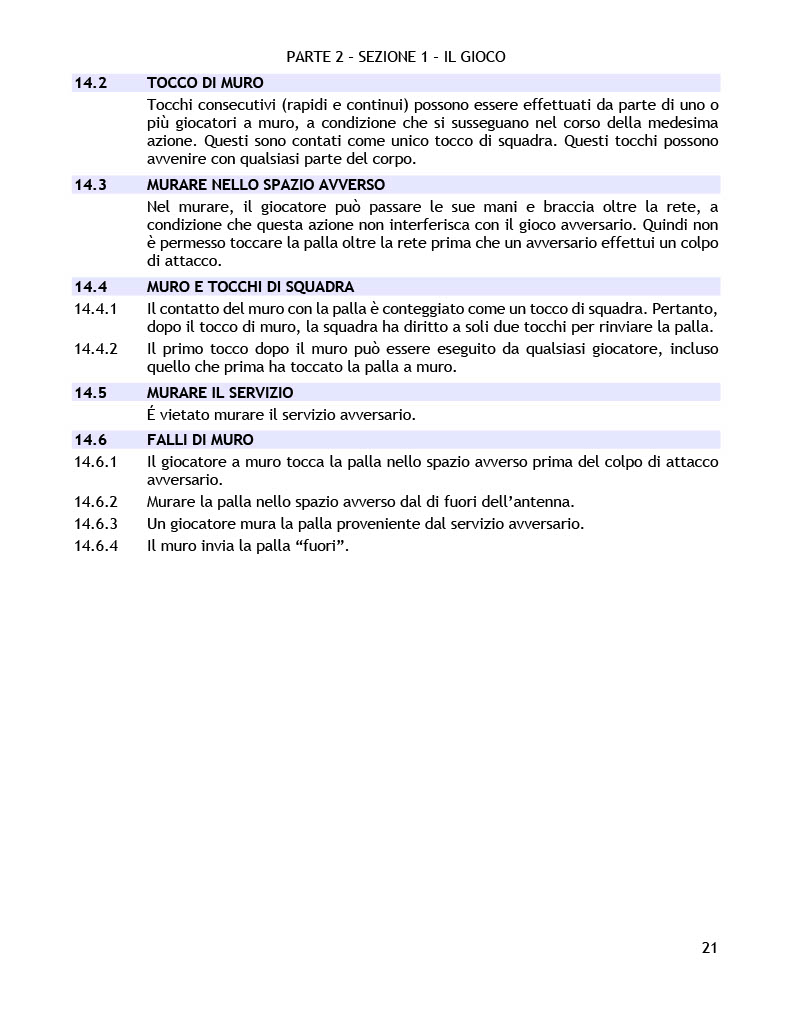 PARTE 2 – SEZIONE 1 – IL GIOCO
14.2 TOCCO DI MURO
Tocchi consecutivi (rapidi e continui) possono essere effettuati da parte di uno o
più giocatori a muro, a condizione che si susseguano nel corso della medesima
azione. Questi sono contati come unico tocco di squadra. Questi tocchi possono
avvenire con qualsiasi parte del corpo.
14.3 MURARE NELLO SPAZIO AVVERSO
Nel murare, il giocatore può passare le sue mani e braccia oltre la rete, a
condizione che questa azione non interferisca con il gioco avversario. Quindi non
è permesso toccare la palla oltre la rete prima che un avversario effettui un colpo
di attacco.
14.4 MURO E TOCCHI DI SQUADRA
14.4.1 Il contatto del muro con la palla è conteggiato come un tocco di squadra. Pertanto,
dopo il tocco di muro, la squadra ha diritto a soli due tocchi per rinviare la palla.
14.4.2 Il primo tocco dopo il muro può essere eseguito da qualsiasi giocatore, incluso
quello che prima ha toccato la palla a muro.
14.5 MURARE IL SERVIZIO
É vietato murare il servizio avversario.
14.6 FALLI DI MURO
14.6.1 Il giocatore a muro tocca la palla nello spazio avverso prima del colpo di attacco
avversario.
14.6.2 Murare la palla nello spazio avverso dal di fuori dell’antenna.
14.6.3 Un giocatore mura la palla proveniente dal servizio avversario.
14.6.4 Il muro invia la palla “fuori”.
21